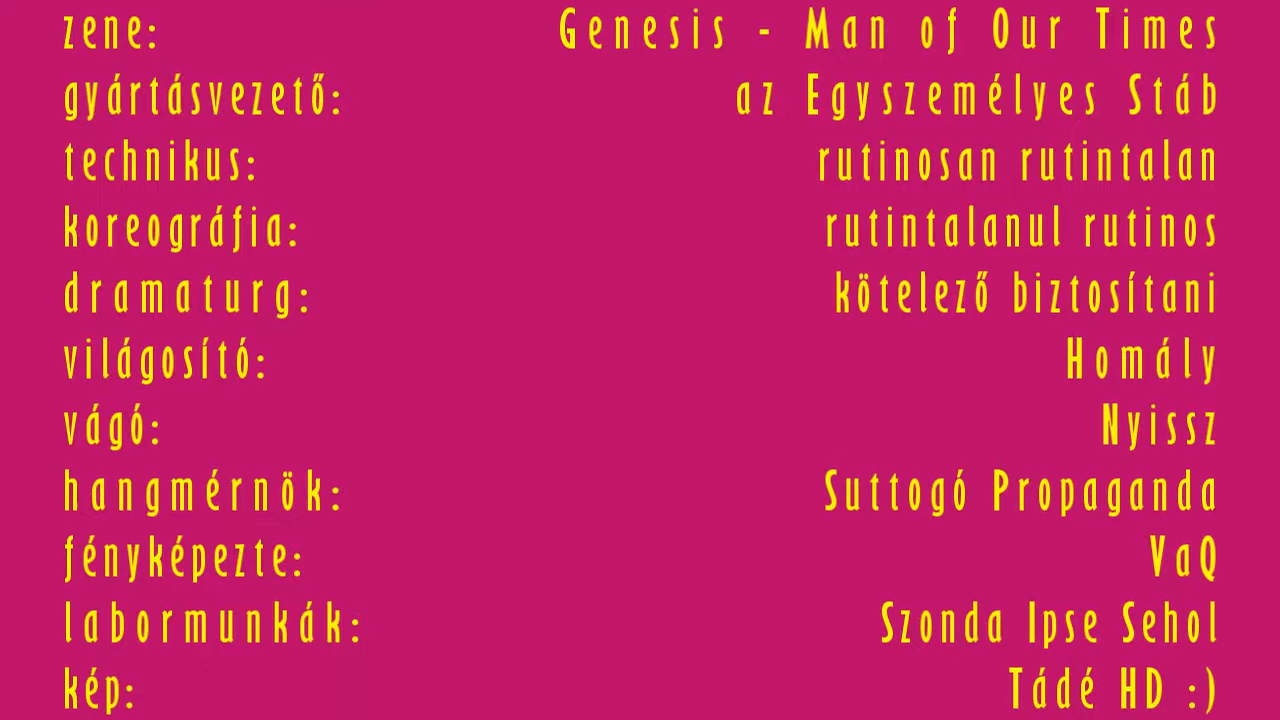 zene: Genesis - Man of Our Times
gyártásvezető: az Egyszemélyes Stáb
technikus: rutinosan rutintalan
koreográfia: rutintalanul rutinos
dramaturg: kötelező biztosítani
világosító: Homály
vágó: Nyissz
hangmérnök: Suttogó Propaganda
fényképezte: VaQ
labormunkák: Szonda Ipse Sehol
kép: Tádé HD :)